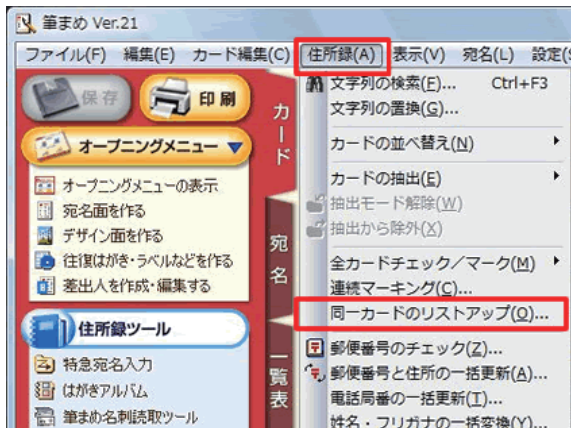 筆まめ Ver.21
ファイル(F) 編集(E) カード編集(C) 住所録(A) 表示(V) 宛名(L) 設定(S
保存
印刷
オープニングメニュー
オープニングメニューの表示
宛名面を作る
デザイン面を作る
往復はがき・ラベルなどを作る
差出人を作成・編集する
住所録ツール
特急宛名入力
はがきアルバム
筆まめ名刺読取ツール
カード
宛名
一覧表
文字列の検索(F)... Ctrl+F3
文字列の置換(G)...
カードの並べ替え(N)
カードの抽出(E)
抽出モード解除(W)
抽出から除外(X)
全カードチェック/マーク(M)
連続マーキング(C)...
同一カードのリストアップ(O)...
郵便番号のチェック(Z)...
郵便番号と住所の一括更新(A)...
電話局番の一括更新(T)...
姓名・フリガナの一括変換(Y)...